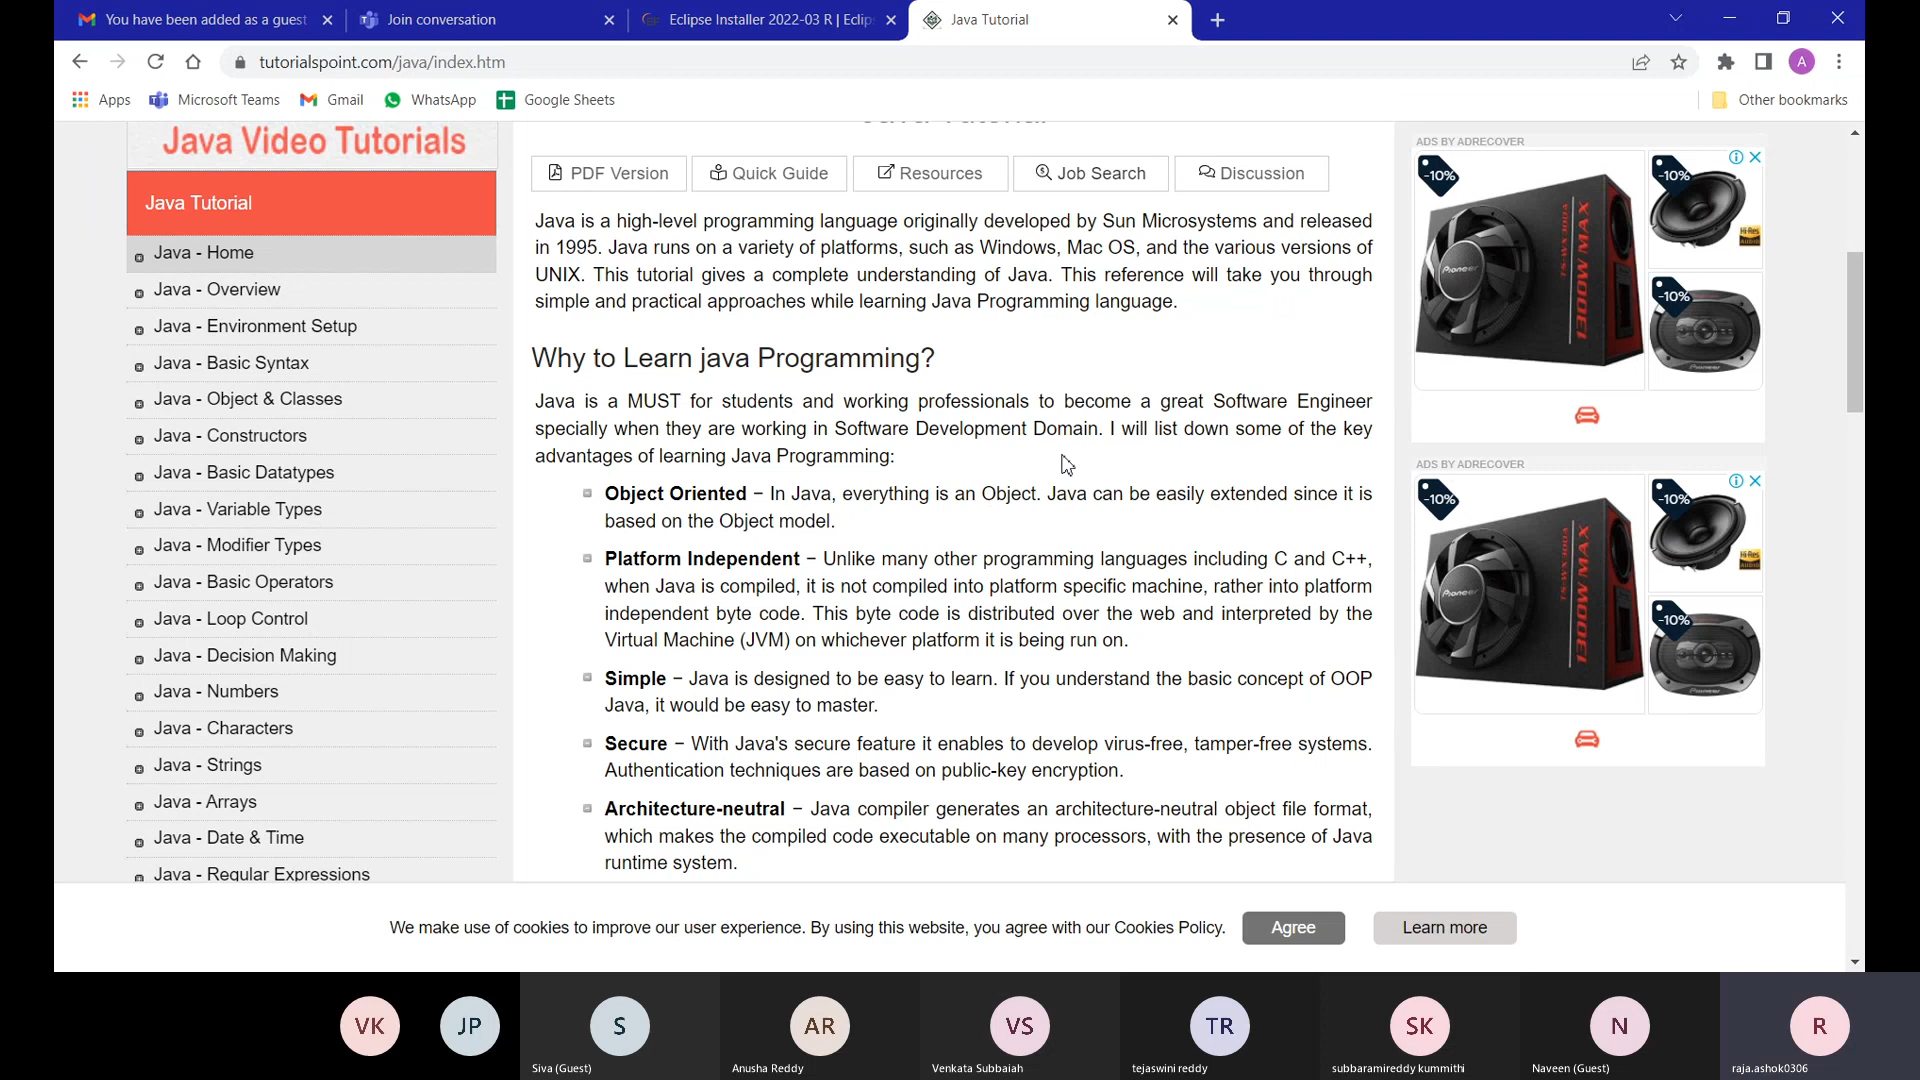 You have been added as a guest
Join conversation
Eclipse Installer 2022-03 R | Eclip
Java Tutorial
tutorialspoint.com/java/index.htm
A
Apps
Microsoft Teams
Gmail
WhatsApp
Google Sheets
Other bookmarks
Java Video Tutorials
Java Tutorial
Java - Home
Java - Overview
Java - Environment Setup
Java - Basic Syntax
Java - Object & Classes
Java - Constructors
Java - Basic Datatypes
Java - Variable Types
Java - Modifier Types
Java - Basic Operators
Java - Loop Control
Java - Decision Making
Java - Numbers
Java - Characters
Java - Strings
Java - Arrays
Java - Date & Time
Java - Regular Expressions
PDF Version
Quick Guide
Resources
Job Search
Discussion
Java is a high-level programming language originally developed by Sun Microsystems and released
in 1995. Java runs on a variety of platforms, such as Windows, Mac OS, and the various versions of
UNIX. This tutorial gives a complete understanding of Java. This reference will take you through
simple and practical approaches while learning Java Programming language.
Why to Learn java Programming?
Java is a MUST for students and working professionals to become a great Software Engineer
specially when they are working in Software Development Domain. I will list down some of the key
advantages of learning Java Programming:
Object Oriented − In Java, everything is an Object. Java can be easily extended since it is
based on the Object model.
Platform Independent − Unlike many other programming languages including C and C++,
when Java is compiled, it is not compiled into platform specific machine, rather into platform
independent byte code. This byte code is distributed over the web and interpreted by the
Virtual Machine (JVM) on whichever platform it is being run on.
Simple − Java is designed to be easy to learn. If you understand the basic concept of OOP
Java, it would be easy to master.
Secure − With Java's secure feature it enables to develop virus-free, tamper-free systems.
Authentication techniques are based on public-key encryption.
Architecture-neutral − Java compiler generates an architecture-neutral object file format,
which makes the compiled code executable on many processors, with the presence of Java
runtime system.
ADS BY ADRECOVER
-10%
-10%
-10%
Pioneer
1300W MAX
Hi-Res
AUDIO
ADS BY ADRECOVER
-10%
-10%
-10%
Pioneer
1300W MAX
Hi-Res
AUDIO
We make use of cookies to improve our user experience. By using this website, you agree with our Cookies Policy.
Agree
Learn more
VK
JP
S
AR
VS
TR
SK
N
R
Siva (Guest)
Anusha Reddy
Venkata Subbaiah
tejaswini reddy
subbaramireddy kummithi
Naveen (Guest)
raja.ashok0306